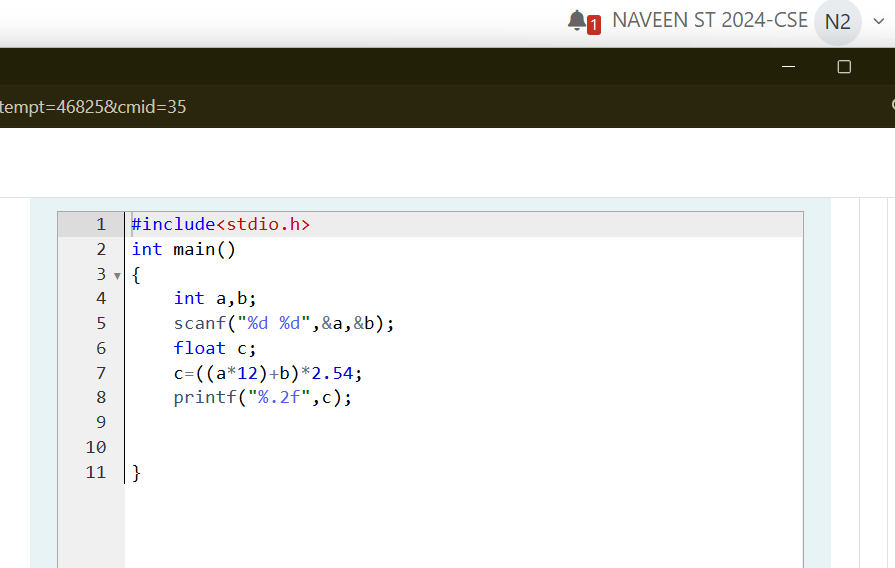 1 NAVEEN ST 2024-CSE N2
tempt=46825&cmid=35
1 #include<stdio.h>
2 int main()
3 {
4 int a,b;
5 scanf("%d %d",&a,&b);
6 float c;
7 c=((a*12)+b)*2.54;
8 printf("%.2f",c);
9
10
11 }